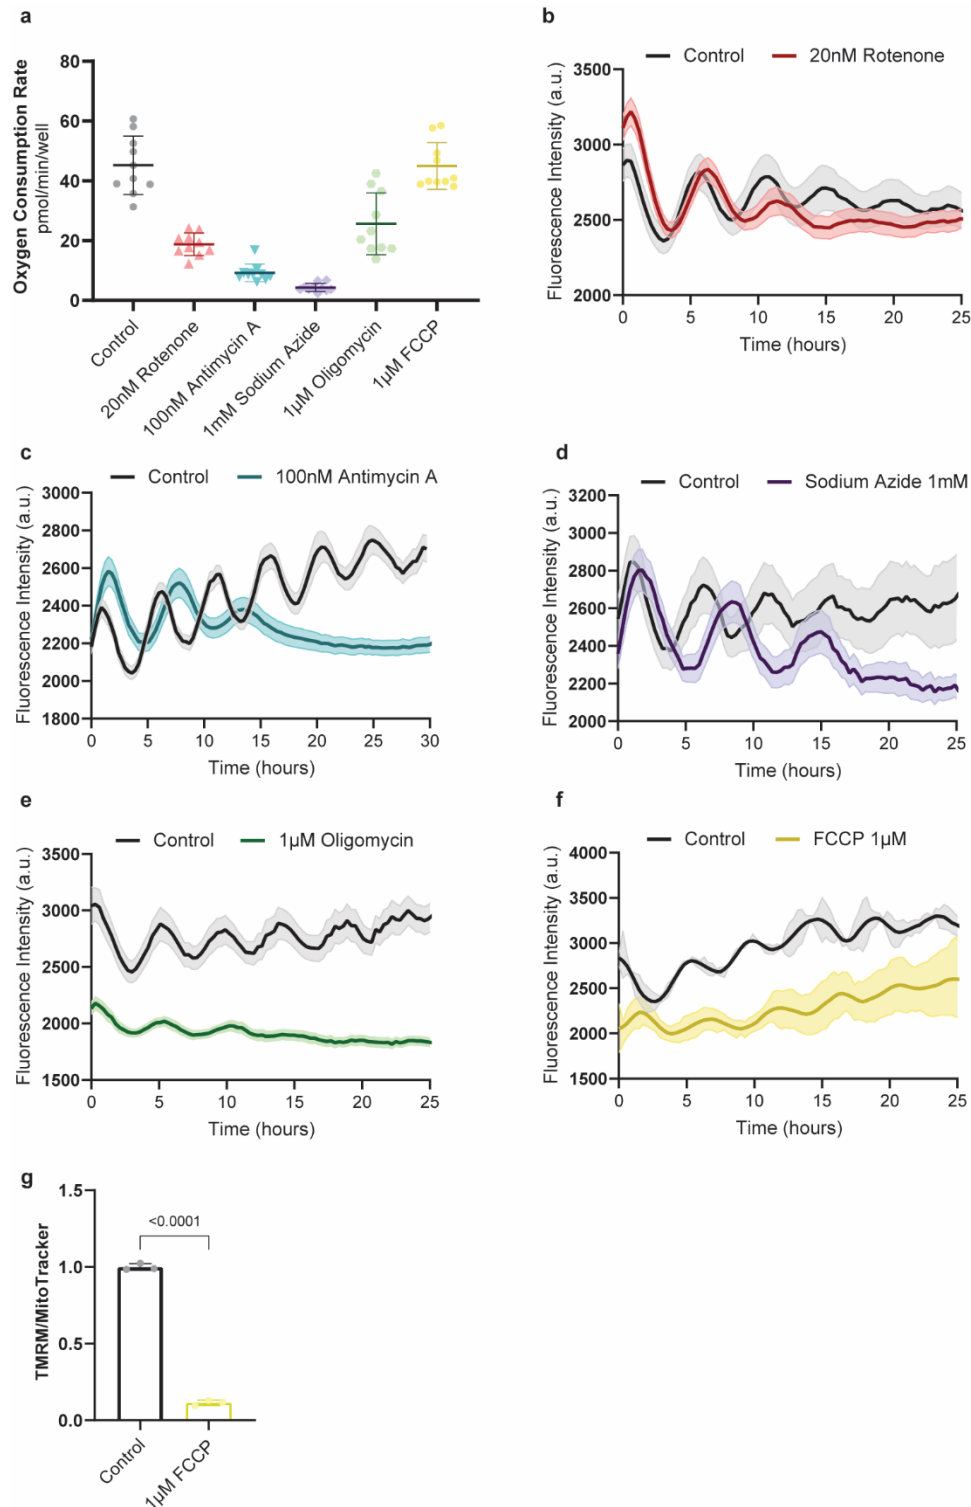 a
Oxygen Consumption Rate
pmol/min/well
80
60
40
20
0
Control
20nM Rotenone
100nM Antimycin A
1mM Sodium Azide
1µM Oligomycin
1µM FCCP
b
Control
20nM Rotenone
Fluorescence Intensity (a.u.)
3500
3000
2500
2000
0 5 10 15 20 25
Time (hours)
c
Control
100nM Antimycin A
Fluorescence Intensity (a.u.)
3000
2800
2600
2400
2200
2000
1800
0 5 10 15 20 25 30
Time (hours)
d
Control
Sodium Azide 1mM
Fluorescence Intensity (a.u.)
3200
3000
2800
2600
2400
2200
2000
0 5 10 15 20 25
Time (hours)
e
Control
1µM Oligomycin
Fluorescence Intensity (a.u.)
3500
3000
2500
2000
1500
0 5 10 15 20 25
Time (hours)
f
Control
FCCP 1µM
Fluorescence Intensity (a.u.)
4000
3500
3000
2500
2000
1500
0 5 10 15 20 25
Time (hours)
g
TMRM/MitoTracker
1.5
1.0
0.5
0.0
<0.0001
Control
1µM FCCP